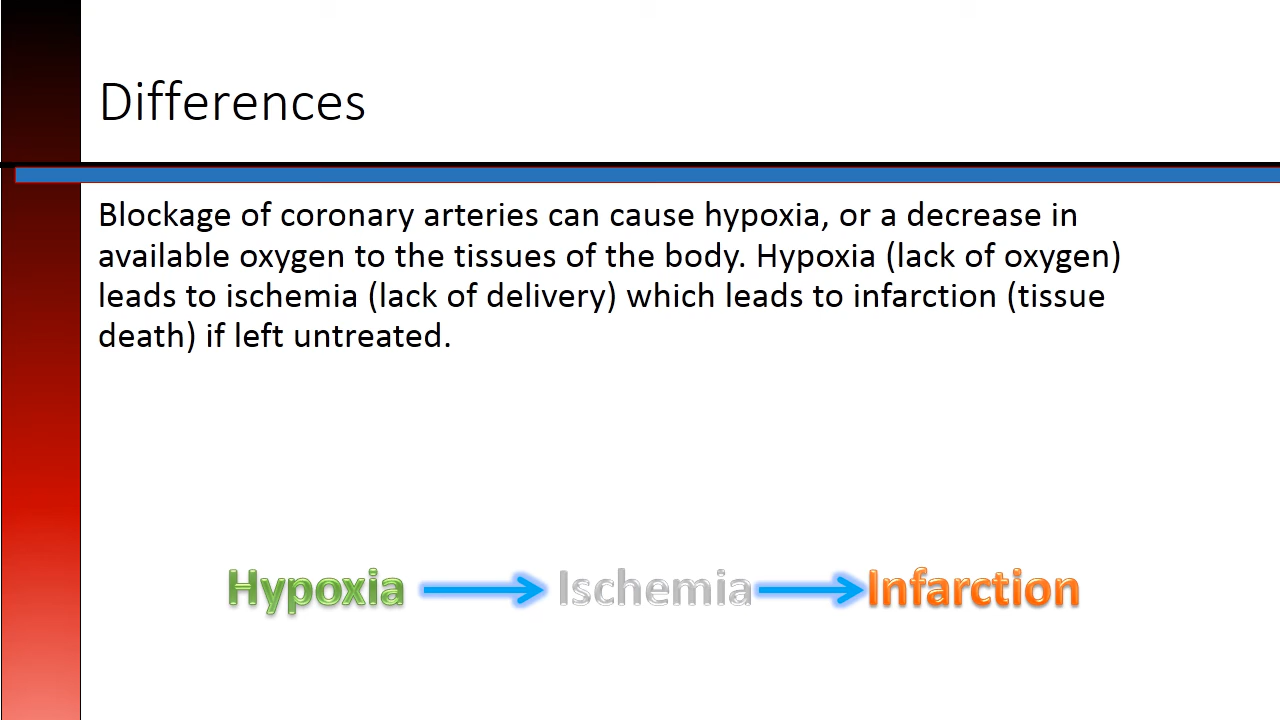 Differences
Blockage of coronary arteries can cause hypoxia, or a decrease in
available oxygen to the tissues of the body. Hypoxia (lack of oxygen)
leads to ischemia (lack of delivery) which leads to infarction (tissue
death) if left untreated.
Hypoxia Ischemia Infarction